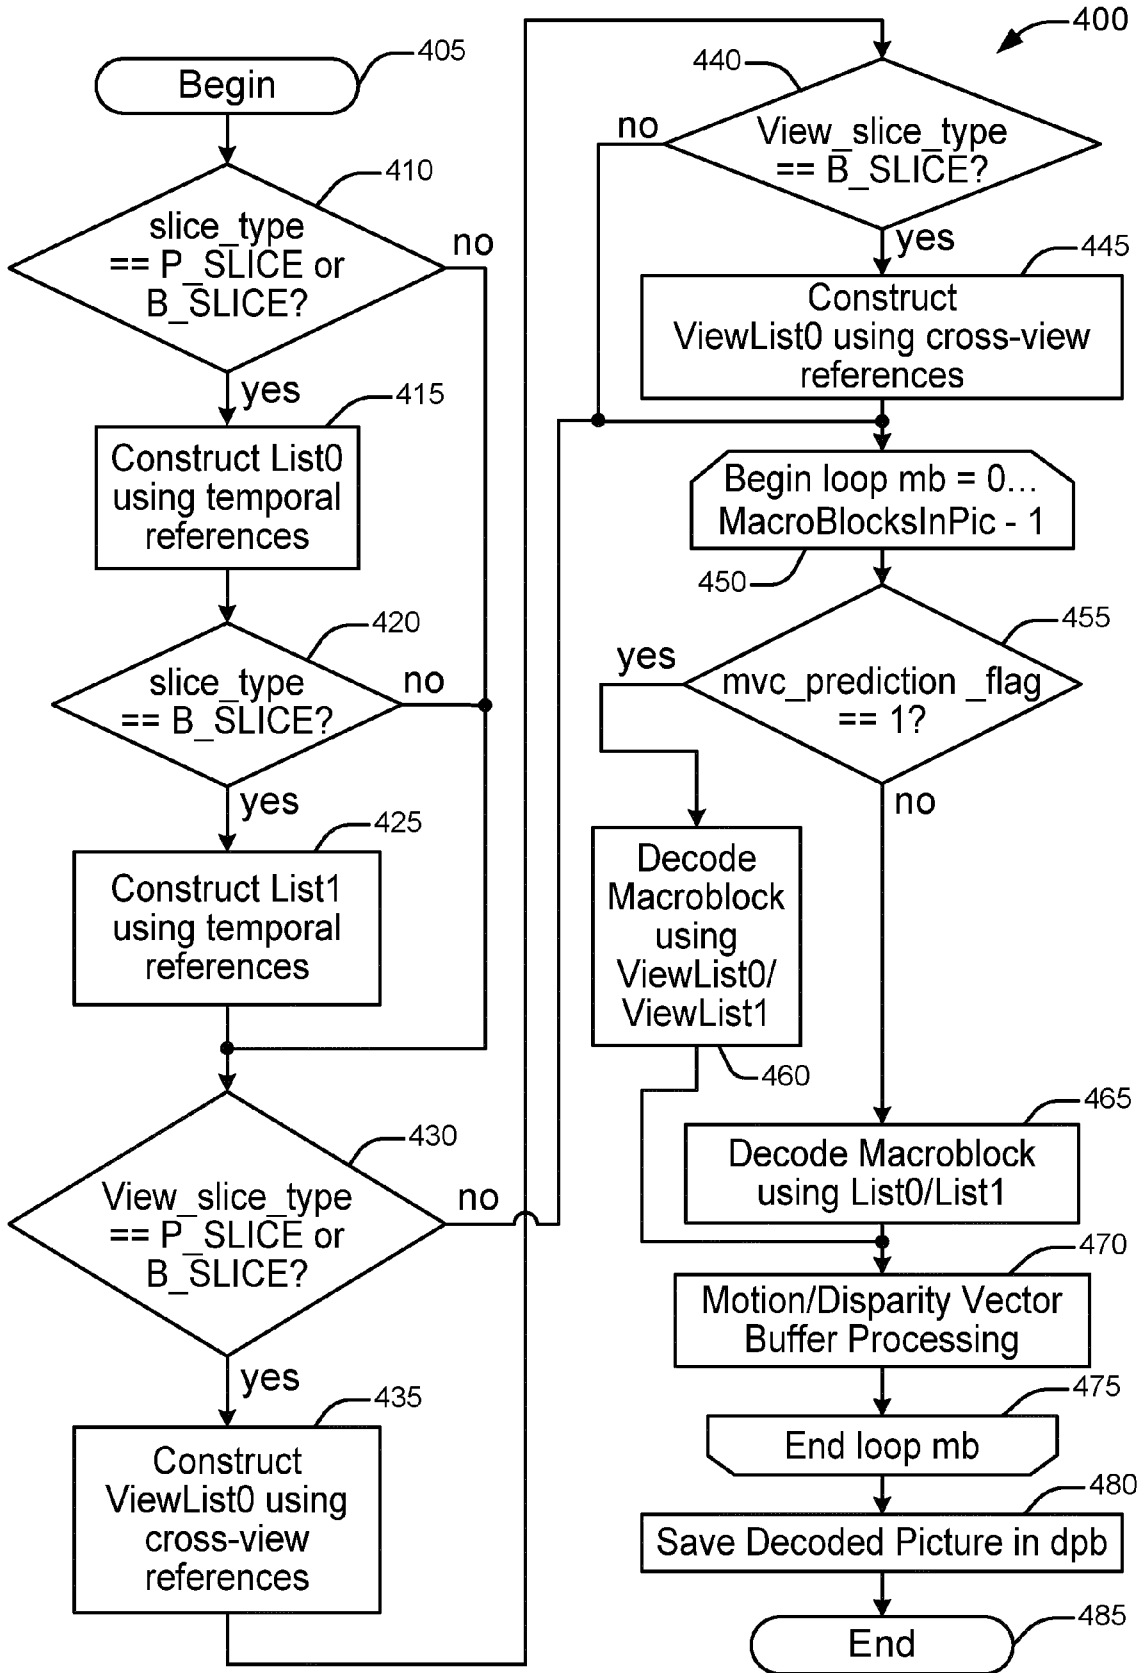 400
405
Begin
410
slice_type
== P_SLICE or
B_SLICE?
no
yes
415
Construct List0
using temporal
references
420
slice_type
== B_SLICE?
no
yes
425
Construct List1
using temporal
references
430
View_slice_type
== P_SLICE or
B_SLICE?
no
yes
435
Construct
ViewList0 using
cross-view
references
440
View_slice_type
== B_SLICE?
no
yes
445
Construct
ViewList0 using cross-view
references
Begin loop mb = 0...
MacroBlocksInPic - 1
450
455
mvc_prediction _flag
== 1?
yes
no
Decode
Macroblock
using
ViewList0/
ViewList1
460
465
Decode Macroblock
using List0/List1
470
Motion/Disparity Vector
Buffer Processing
475
End loop mb
480
Save Decoded Picture in dpb
485
End